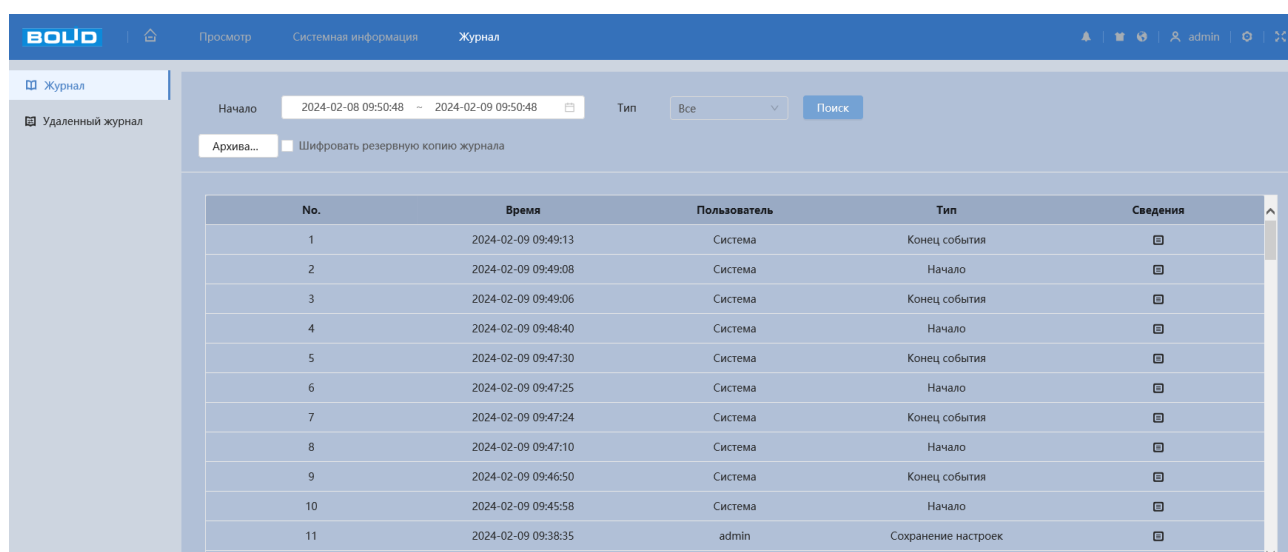 BOLID Просмотр Системная информация Журнал admin
Журнал
Удаленный журнал
Начало 2024-02-08 09:50:48 ~ 2024-02-09 09:50:48 Тип Все Поиск
Архива... Шифровать резервную копию журнала
No. Время Пользователь Тип Сведения
1 2024-02-09 09:49:13 Система Конец события
2 2024-02-09 09:49:08 Система Начало
3 2024-02-09 09:49:06 Система Конец события
4 2024-02-09 09:48:40 Система Начало
5 2024-02-09 09:47:30 Система Конец события
6 2024-02-09 09:47:25 Система Начало
7 2024-02-09 09:47:24 Система Конец события
8 2024-02-09 09:47:10 Система Начало
9 2024-02-09 09:46:50 Система Конец события
10 2024-02-09 09:45:58 Система Начало
11 2024-02-09 09:38:35 admin Сохранение настроек